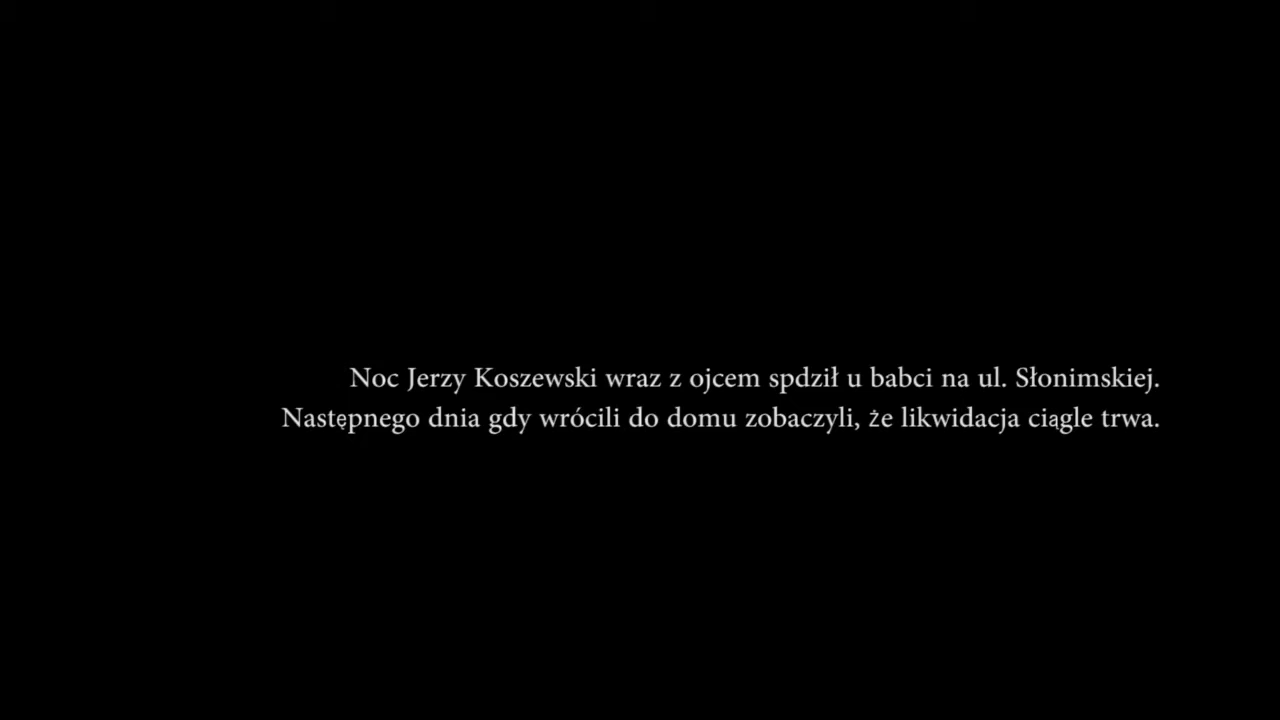 Noc Jerzy Koszewski wraz z ojcem spdził u babci na ul. Słonimskiej.
Następnego dnia gdy wrócili do domu zobaczyli, że likwidacja ciągle trwa.